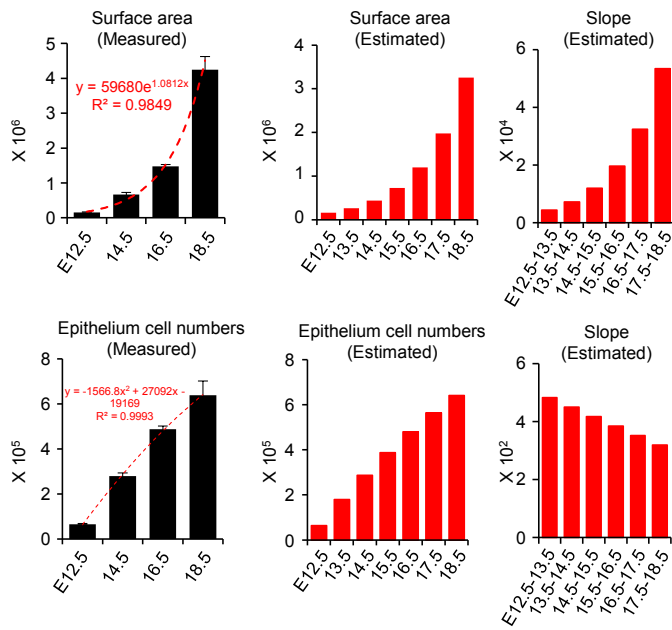 Surface area
(Measured)
5
4
3
2
1
0
X 10⁶
y = 59680e^1.0812x
R² = 0.9849
E12.5
14.5
16.5
18.5
Surface area
(Estimated)
4
3
2
1
0
X 10⁶
E12.5
13.5
14.5
15.5
16.5
17.5
18.5
Slope
(Estimated)
6
4
2
0
X 10⁴
E12.5-13.5
13.5-14.5
14.5-15.5
15.5-16.5
16.5-17.5
17.5-18.5
Epithelium cell numbers
(Measured)
8
6
4
2
0
X 10⁵
y = -1566.8x² + 27092x -
19169
R² = 0.9993
E12.5
14.5
16.5
18.5
Epithelium cell numbers
(Estimated)
8
6
4
2
0
X 10⁵
E12.5
13.5
14.5
15.5
16.5
17.5
18.5
Slope
(Estimated)
6
4
2
0
X 10²
E12.5-13.5
13.5-14.5
14.5-15.5
15.5-16.5
16.5-17.5
17.5-18.5